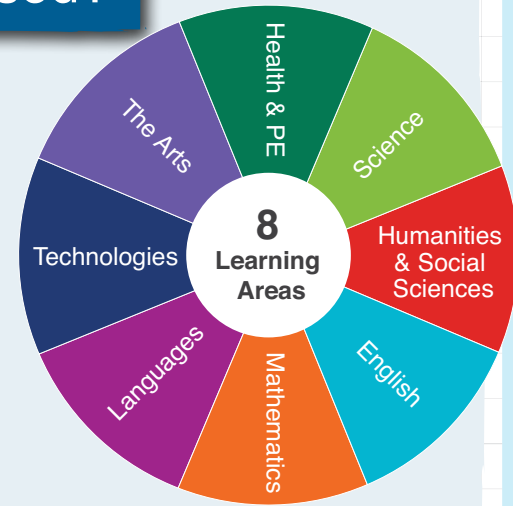 Health & PE
Science
Humanities
& Social
Sciences
English
Mathematics
Languages
Technologies
The Arts
8
Learning
Areas